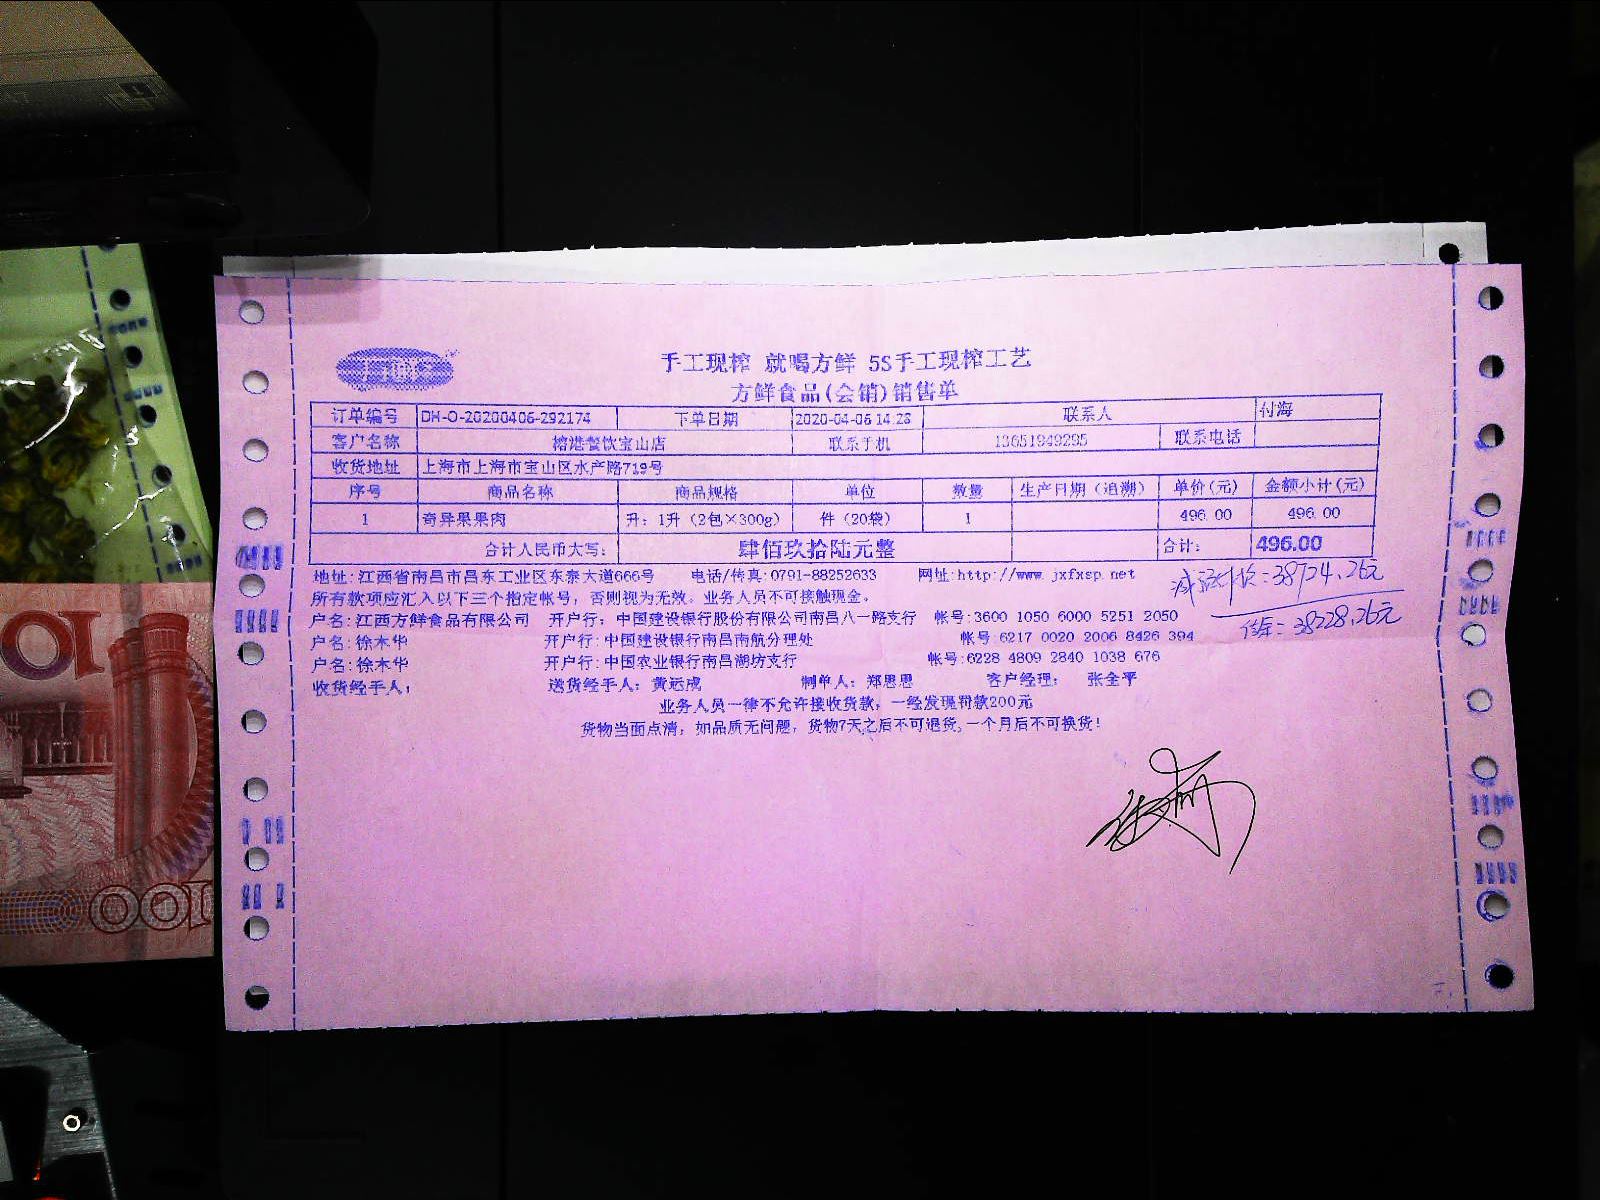 手工现榨 就喝方鲜 5S手工现榨工艺
方鲜食品(会销)销售单
订单编号 DH-O-20200406-292174 下单日期 2020-04-06 14:28 联系人 付海
客户名称 榕港餐饮宝山店 联系手机 13651949295 联系电话
收货地址 上海市上海市宝山区水产路719号
序号 商品名称 商品规格 单位 数量 生产日期（追溯） 单价(元) 金额小计(元)
1 奇异果果肉 升：1升（2包×300g） 件（20袋） 1 496.00 496.00
合计人民币大写： 肆佰玖拾陆元整 合计： 496.00
地址:江西省南昌市昌东工业区东泰大道666号 电话/传真:0791-88252633 网址:http://www.jxfxsp.net
所有款项应汇入以下三个指定帐号，否则视为无效。业务人员不可接触现金。
户名:江西方鲜食品有限公司 开户行：中国建设银行股份有限公司南昌八一路支行 帐号:3600 1050 6000 5251 2050
户名:徐木华 开户行:中国建设银行南昌南航分理处 帐号:6217 0020 2006 8426 394
户名:徐木华 开户行:中国农业银行南昌湖坊支行 帐号:6228 4809 2840 1038 676
收货经手人： 送货经手人：黄远成 制单人：郑思思 客户经理： 张全平
业务人员一律不允许接收货款，一经发现罚款200元
货物当面点清，如品质无问题，货物7天之后不可退货,一个月后不可换货!
:38724.26元
:38228.26元
100
100